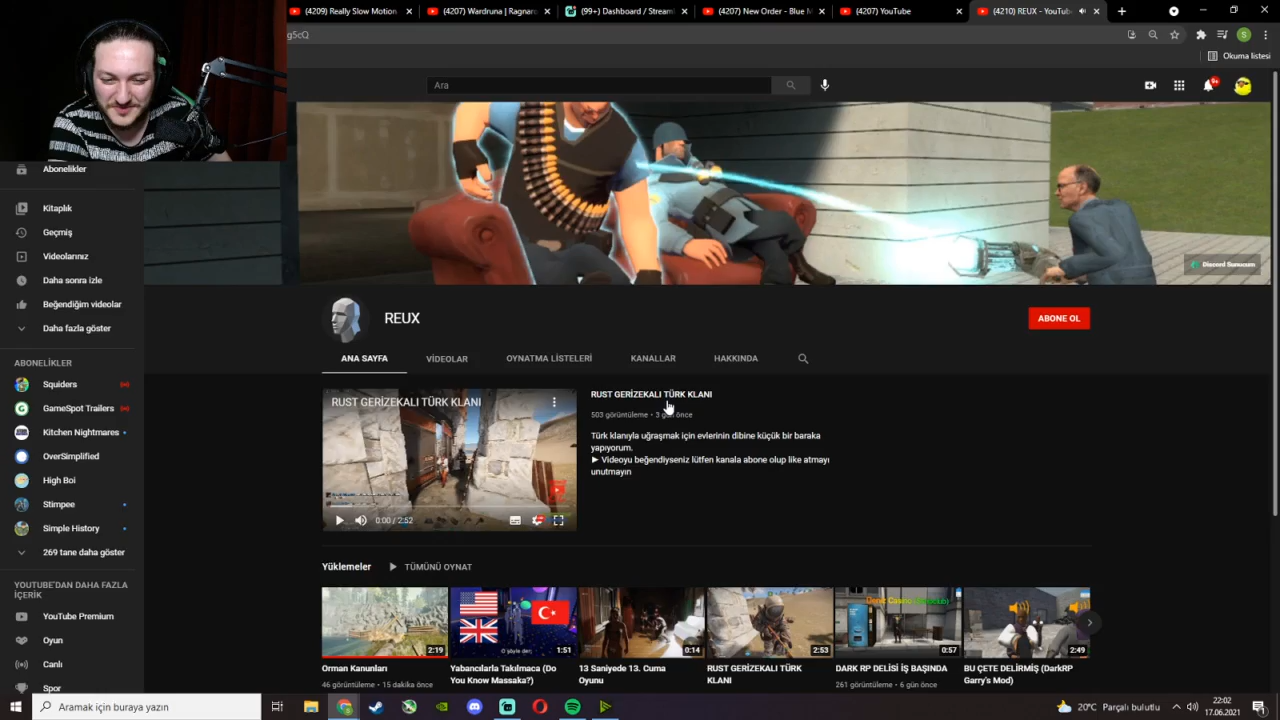 (4209) Really Slow Motion
(4207) Wardruna | Ragnaro
(99+) Dashboard / Stream
(4207) New Order - Blue M
(4207) YouTube
(4210) REUX - YouTube
g5cQ
S
Okuma listesi
Ara
9+
Abonelikler
Kitaplık
Geçmiş
Videolarınız
Daha sonra izle
Beğendiğim videolar
Daha fazla göster
ABONELİKLER
Squiders
GameSpot Trailers
Kitchen Nightmares
OverSimplified
High Boi
Stimpee
Simple History
269 tane daha göster
YOUTUBE'DAN DAHA FAZLA
İÇERİK
YouTube Premium
Oyun
Canlı
Spor
Discord Sunucum
REUX
ABONE OL
ANA SAYFA
VİDEOLAR
OYNATMA LİSTELERİ
KANALLAR
HAKKINDA
RUST GERİZEKALI TÜRK KLANI
0:00 / 2:52
RUST GERİZEKALI TÜRK KLANI
503 görüntüleme • 3 gün önce
Türk klanıyla uğraşmak için evlerinin dibine küçük bir baraka
yapıyorum.
► Videoyu beğendiyseniz lütfen kanala abone olup like atmayı
unutmayın
Yüklemeler
TÜMÜNÜ OYNAT
2:19
O şöyle den
1:51
0:14
2:53
0:57
2:49
Orman Kanunları
46 görüntüleme • 15 dakika önce
Yabancılarla Takılmaca (Do
You Know Massaka?)
13 Saniyede 13. Cuma
Oyunu
RUST GERİZEKALI TÜRK
KLANI
DARK RP DELİSİ İŞ BAŞINDA
261 görüntüleme • 6 gün önce
BU ÇETE DELİRMİŞ (DarkRP
Garry's Mod)
Aramak için buraya yazın
20°C Parçalı bulutlu
22:02
17.06.2021